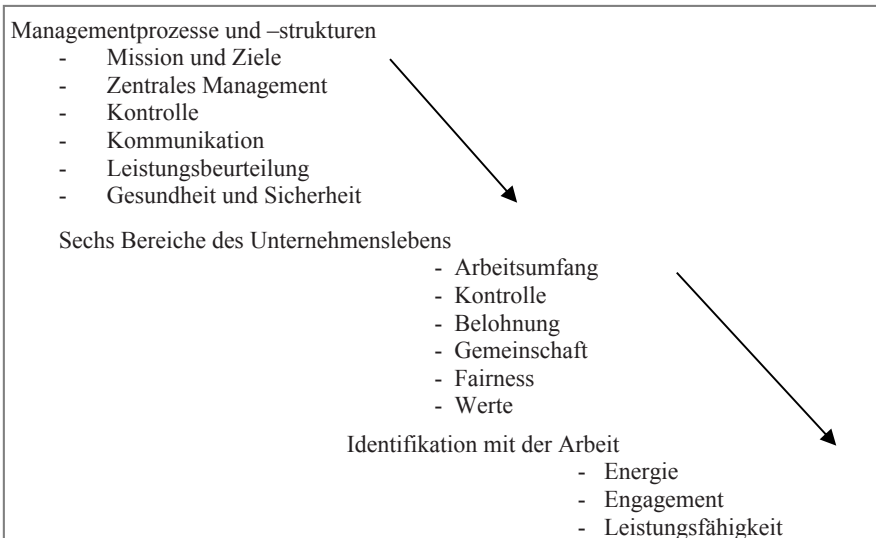 Managementprozesse und –strukturen
- Mission und Ziele
- Zentrales Management
- Kontrolle
- Kommunikation
- Leistungsbeurteilung
- Gesundheit und Sicherheit
Sechs Bereiche des Unternehmenslebens
- Arbeitsumfang
- Kontrolle
- Belohnung
- Gemeinschaft
- Fairness
- Werte
Identifikation mit der Arbeit
- Energie
- Engagement
- Leistungsfähigkeit